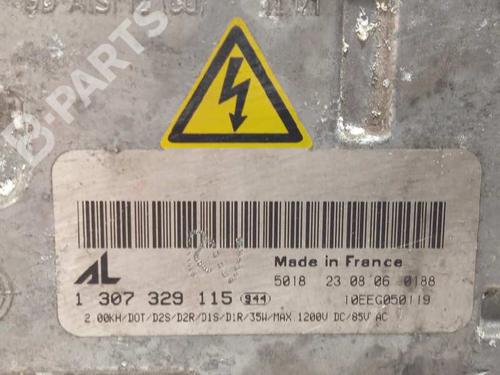 B-PARTS
Made in France
AL
5018 23 08 06 0188
1 307 329 115 944
10EEG050119
2.00KH/DOT/D2S/D2R/D1S/D1R/35W/MAX.1200V DC/85V AC